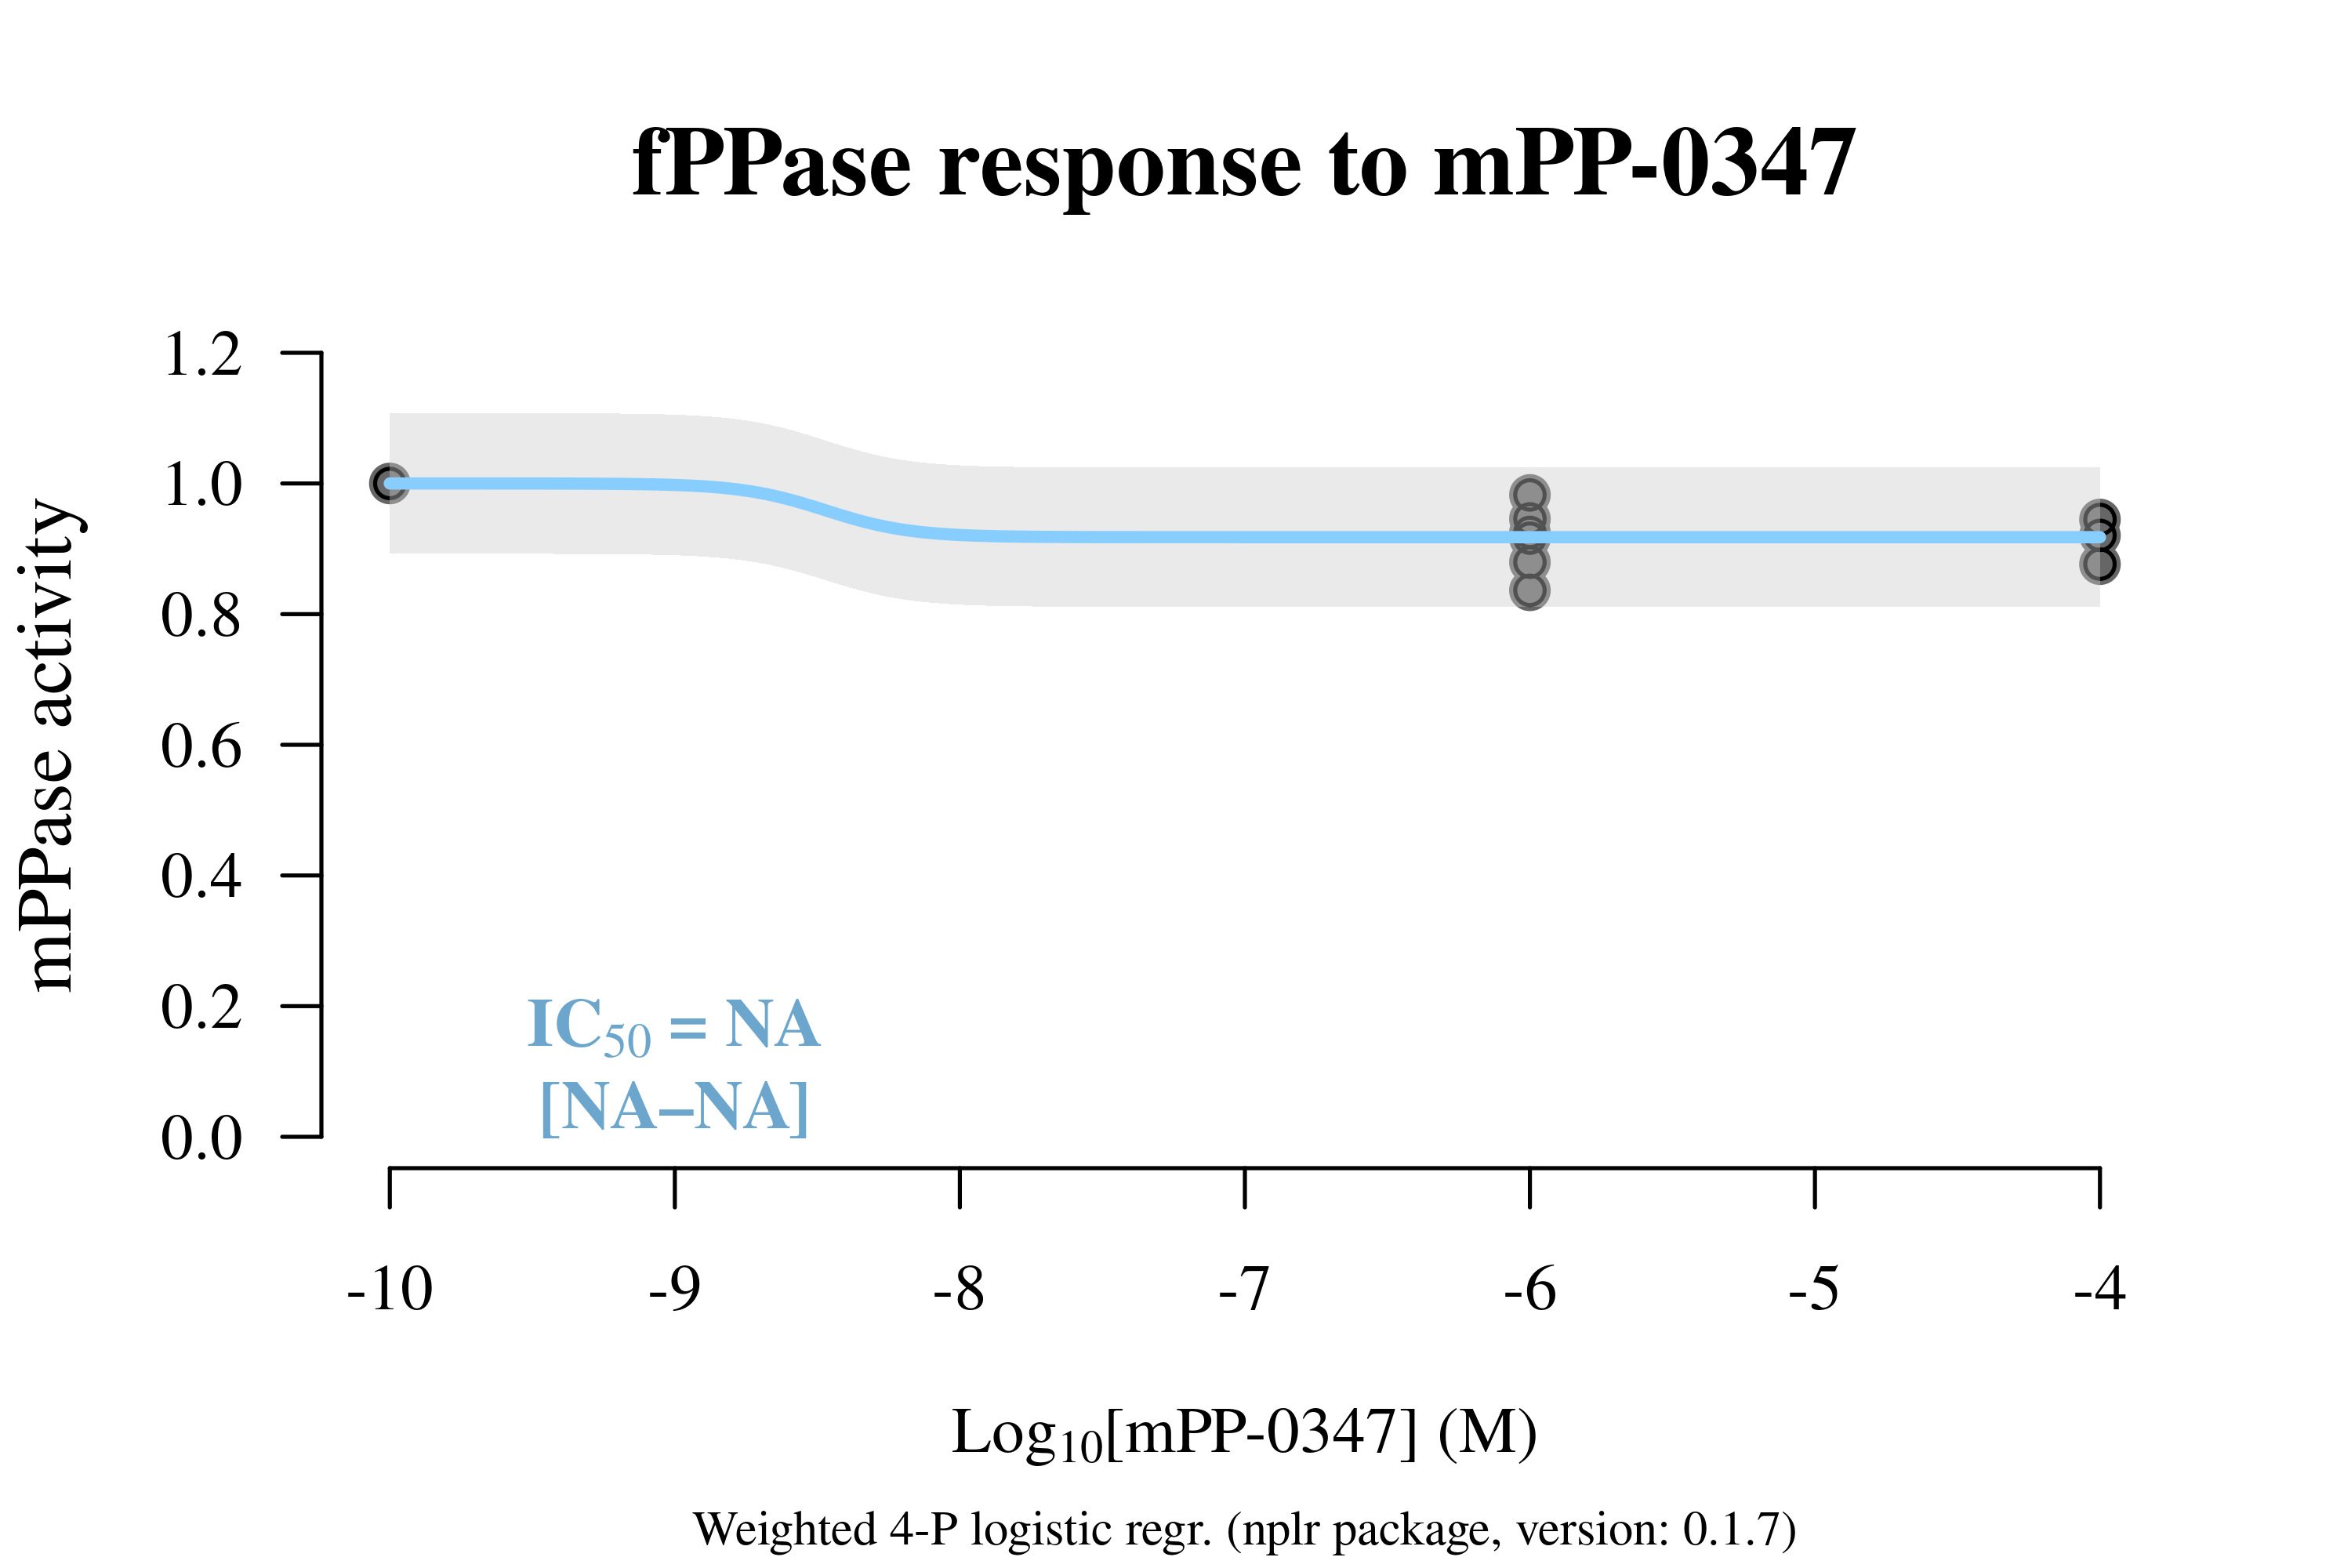 fPPase response to mPP-0347
mPPase activity
1.2
1.0
0.8
0.6
0.4
0.2
0.0
IC50 = NA
[NA–NA]
-10 -9 -8 -7 -6 -5 -4
Log10[mPP-0347] (M)
Weighted 4-P logistic regr. (nplr package, version: 0.1.7)